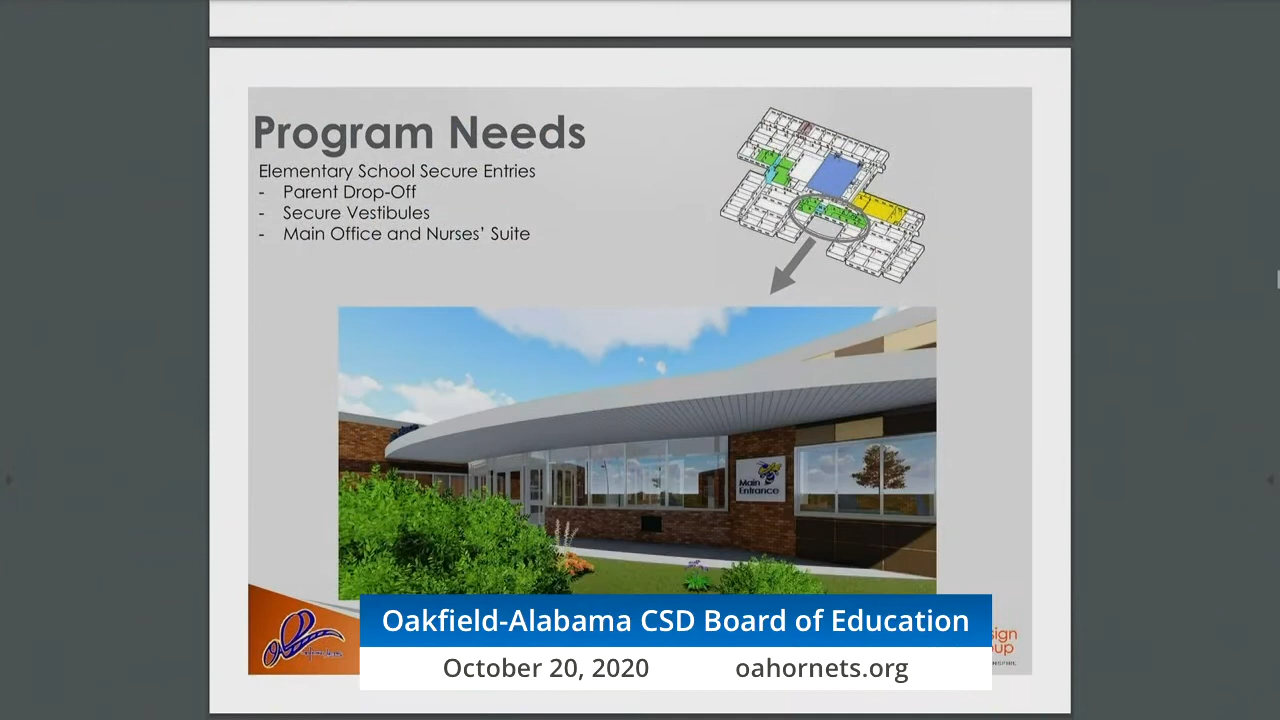 Program Needs
Elementary School Secure Entries
- Parent Drop-Off
- Secure Vestibules
- Main Office and Nurses' Suite
Main
Entrance
Oakfield-Alabama CSD Board of Education
October 20, 2020 oahornets.org